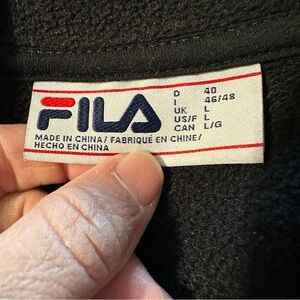 FILA
D 40
I 46/48
UK L
US/F L
CAN L/G
MADE IN CHINA/ FABRIQUÉ EN CHINE/
HECHO EN CHINA